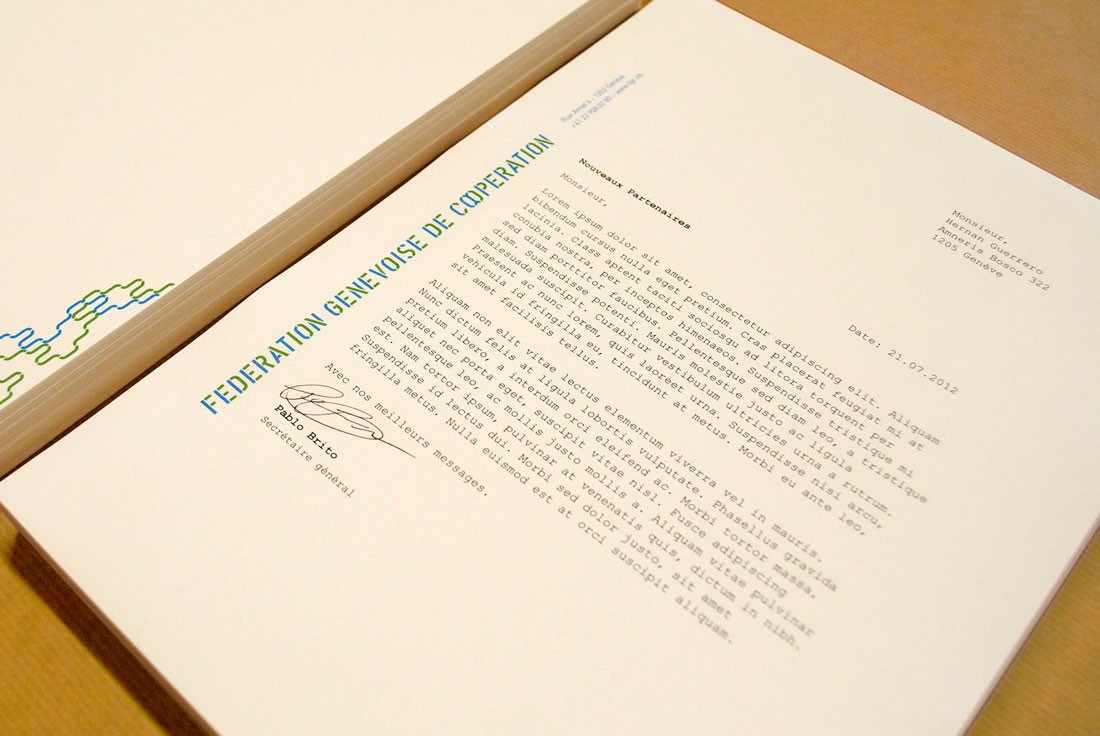 Rue Amat 6 - 1202 Genève
+41 22 908 02 80 - www.fgc.ch
FEDERATION GENEVOISE DE COOPERATION
Monsieur,
Hernan Guerrero
Amneris Bosco 322
1205 Genève
Date: 21.07.2012
Nouveaux Partenaires
Monsieur,
Lorem ipsum dolor sit amet, consectetur adipiscing elit. Aliquam
bibendum cursus nulla eget pretium. Cras placerat feugiat mi at
lacinia. Class aptent taciti sociosqu ad litora torquent per
conubia nostra, per inceptos himenaeos. Suspendisse tristique mi
sed diam porttitor faucibus. Pellentesque sed diam leo, a tristique
diam. Suspendisse potenti. Mauris molestie justo ac ligula
malesuada suscipit. Curabitur vestibulum ultricies urna a rutrum.
Praesent ac nunc lorem, quis laoreet urna. Suspendisse nisi arcu,
vehicula id fringilla eu, tincidunt at metus. Morbi eu ante leo,
sit amet facilisis tellus.
Aliquam non elit vitae lectus elementum viverra vel in mauris.
Nunc dictum felis at ligula lobortis vulputate. Phasellus gravida
pretium libero, a interdum orci eleifend ac. Morbi tortor massa,
aliquet nec porta eget, suscipit vitae nisl. Fusce adipiscing
pellentesque leo, ac mollis justo mollis a. Aliquam vitae pulvinar
est. Nam tortor ipsum, pulvinar at venenatis quis, dictum in nibh.
Suspendisse id lectus dui. Morbi sed dolor justo, sit amet
fringilla metus. Nulla euismod est at orci suscipit aliquam.
Avec nos meilleurs messages.
Pablo Brito
Secrétaire général